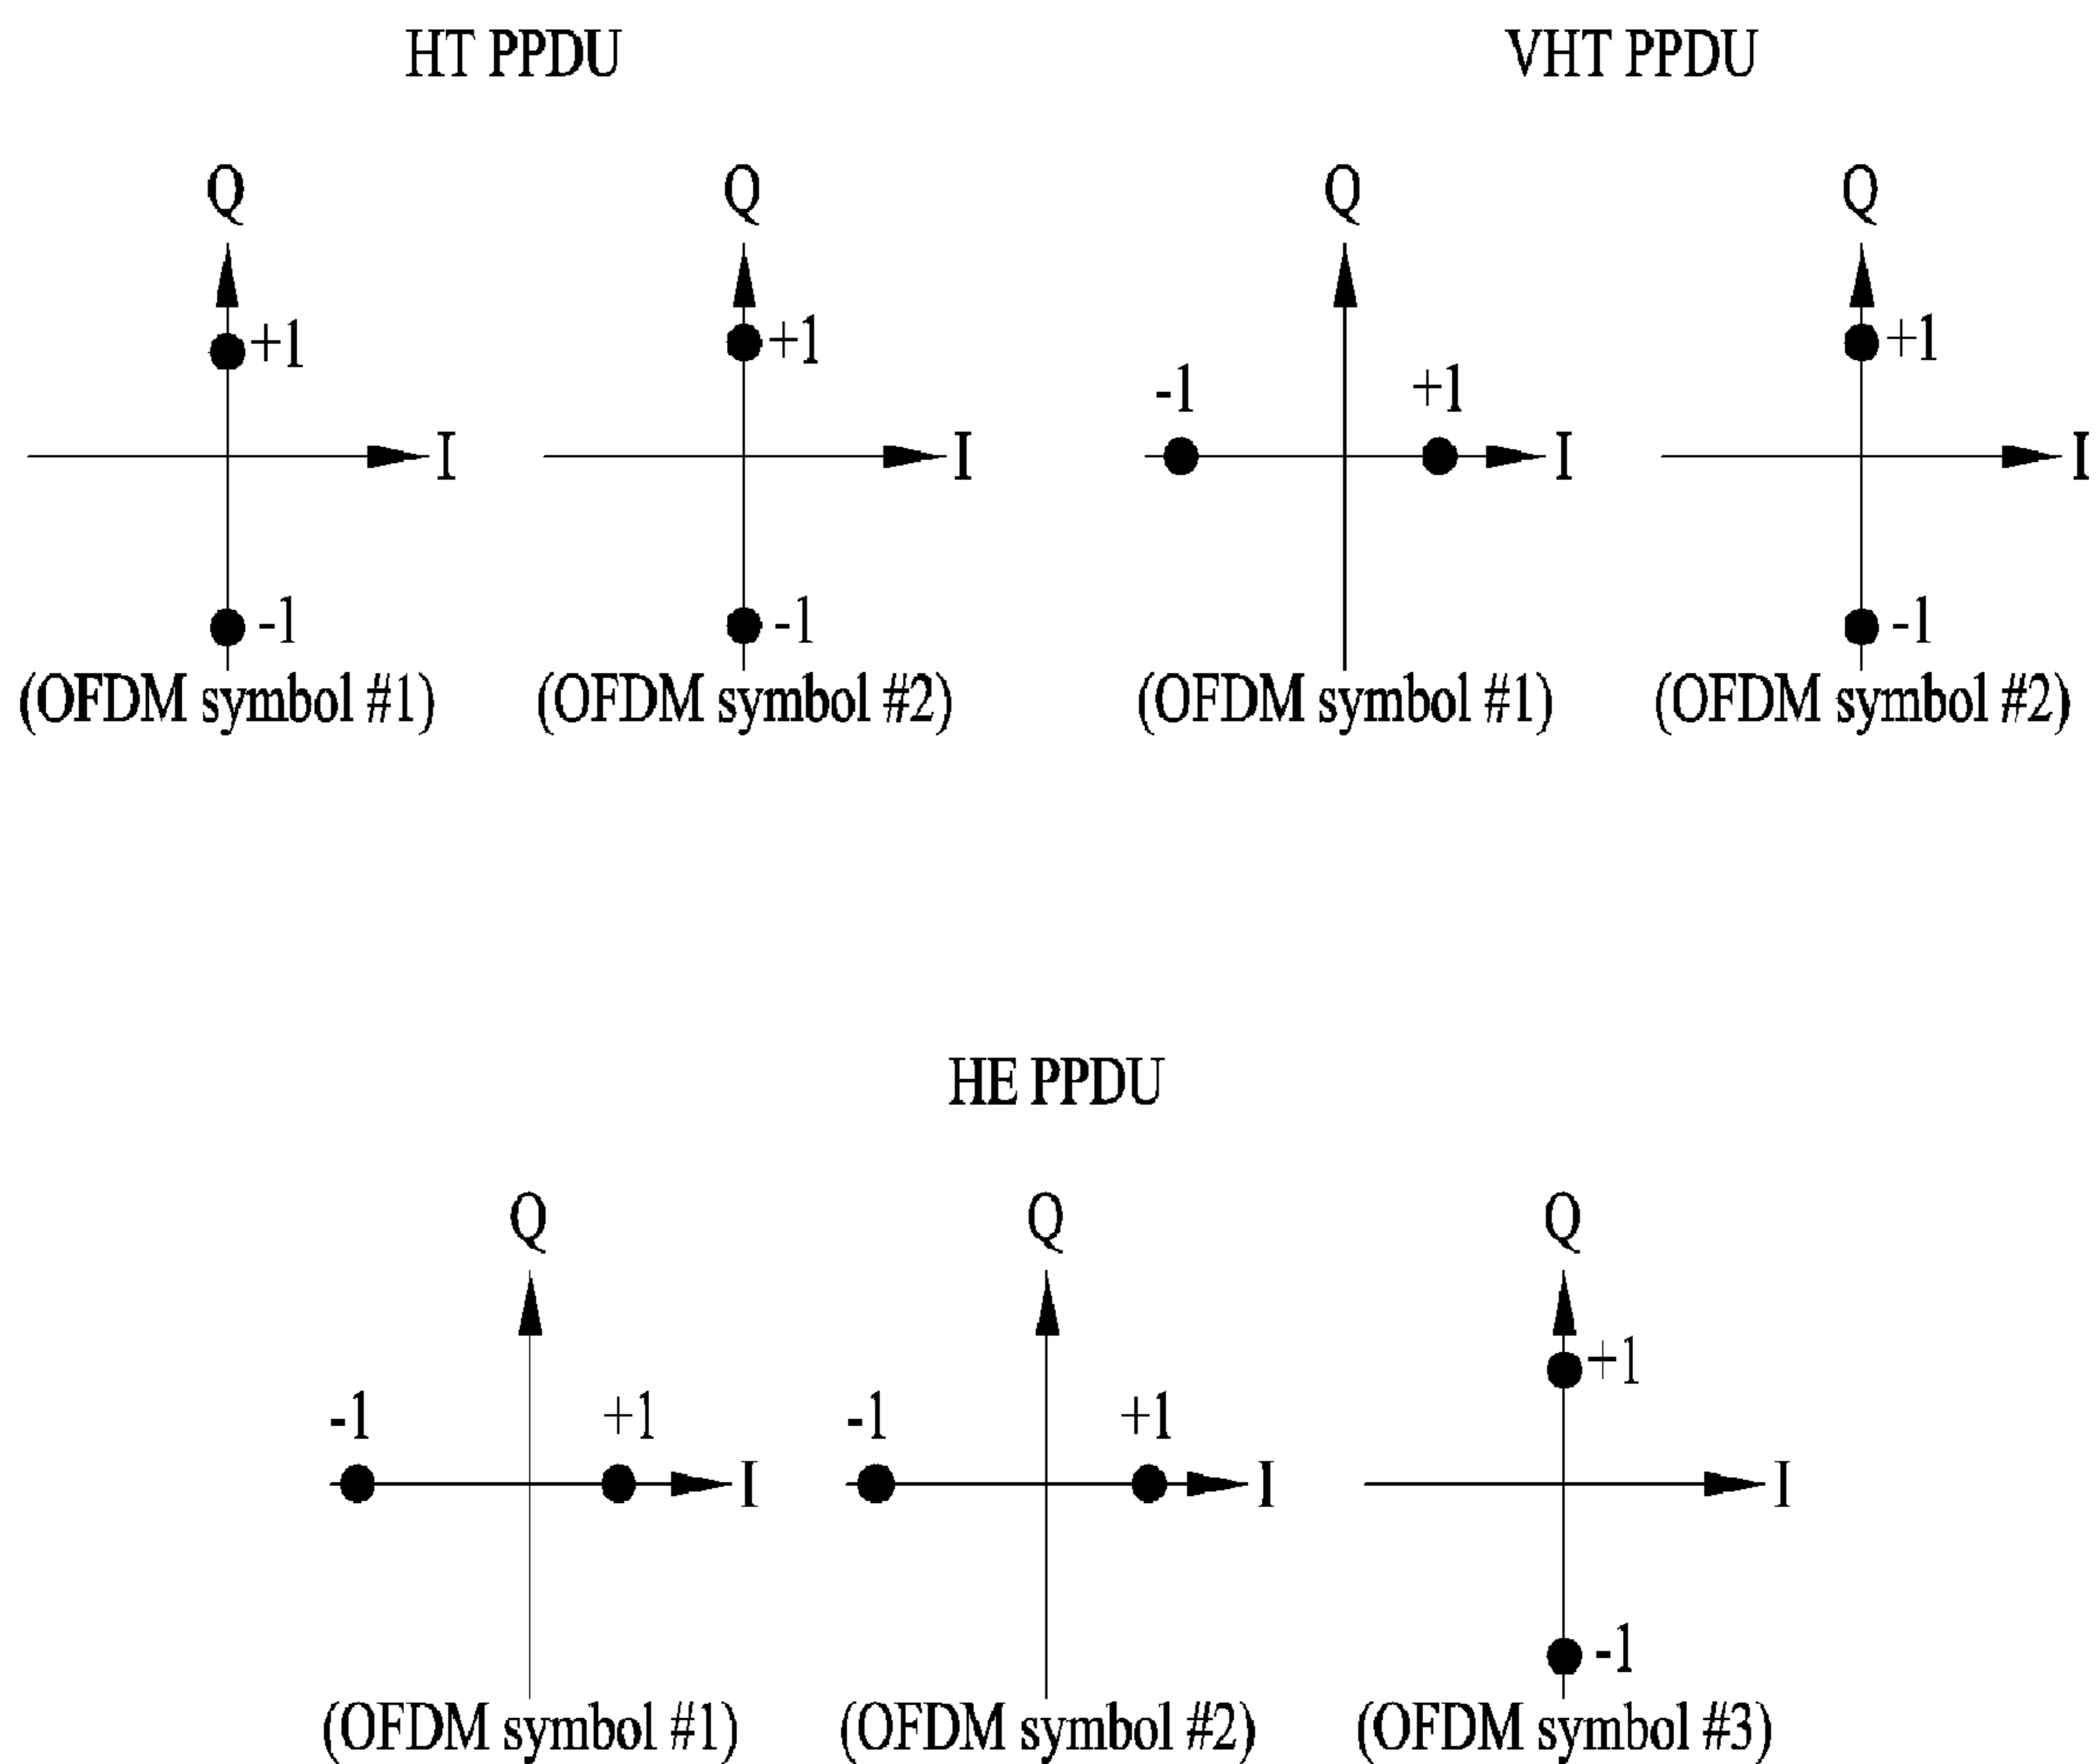 HT PPDU
VHT PPDU
Q
Q
Q
Q
+1
+1
-1
+1
+1
I
I
I
I
-1
-1
-1
(OFDM symbol #1)
(OFDM symbol #2)
(OFDM symbol #1)
(OFDM symbol #2)
HE PPDU
Q
Q
Q
-1
+1
-1
+1
+1
I
I
I
-1
(OFDM symbol #1)
(OFDM symbol #2)
(OFDM symbol #3)